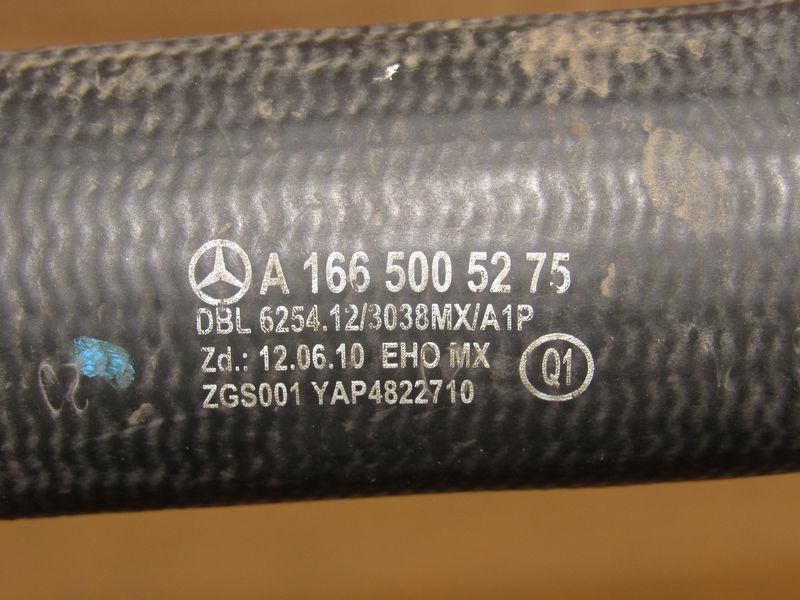 A 166 500 52 75
DBL 6254.12/3038MX/A1P
Zd.: 12.06.10 EHO MX
Q1
ZGS001 YAP4822710